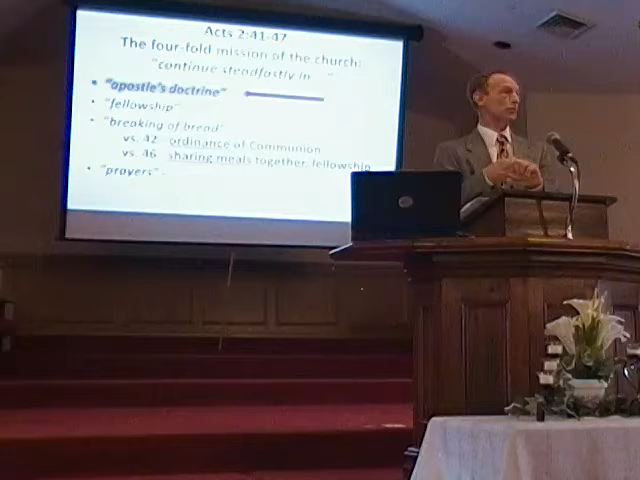 Acts 2:41-47
The four-fold mission of the church:
"continue steadfastly in ... "
• "apostle's doctrine"
• "fellowship"
• "breaking of bread"
vs. 42 ordinance of Communion
vs. 46 sharing meals together, fellowship
• "prayers" -